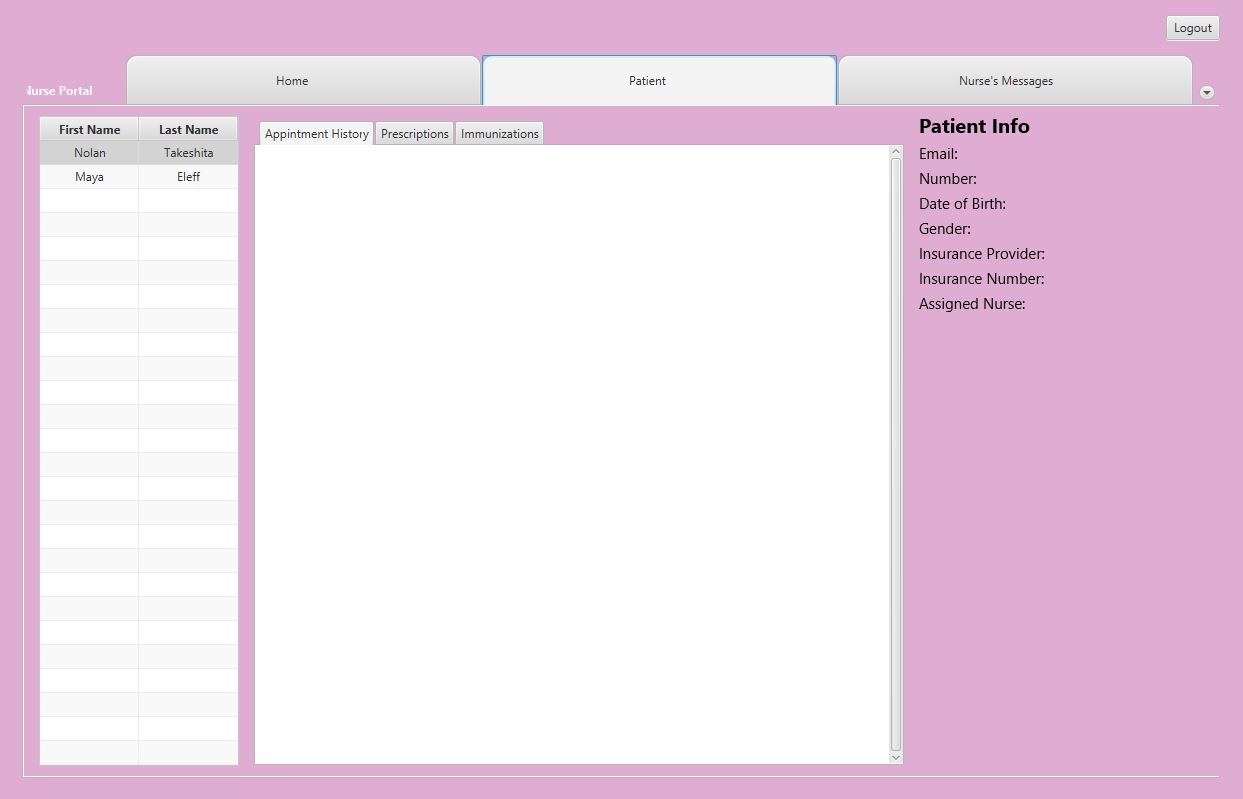 Logout
Nurse Portal
Home
Patient
Nurse's Messages
First Name Last Name
Nolan Takeshita
Maya Eleff
Appintment History Prescriptions Immunizations
Patient Info
Email:
Number:
Date of Birth:
Gender:
Insurance Provider:
Insurance Number:
Assigned Nurse: